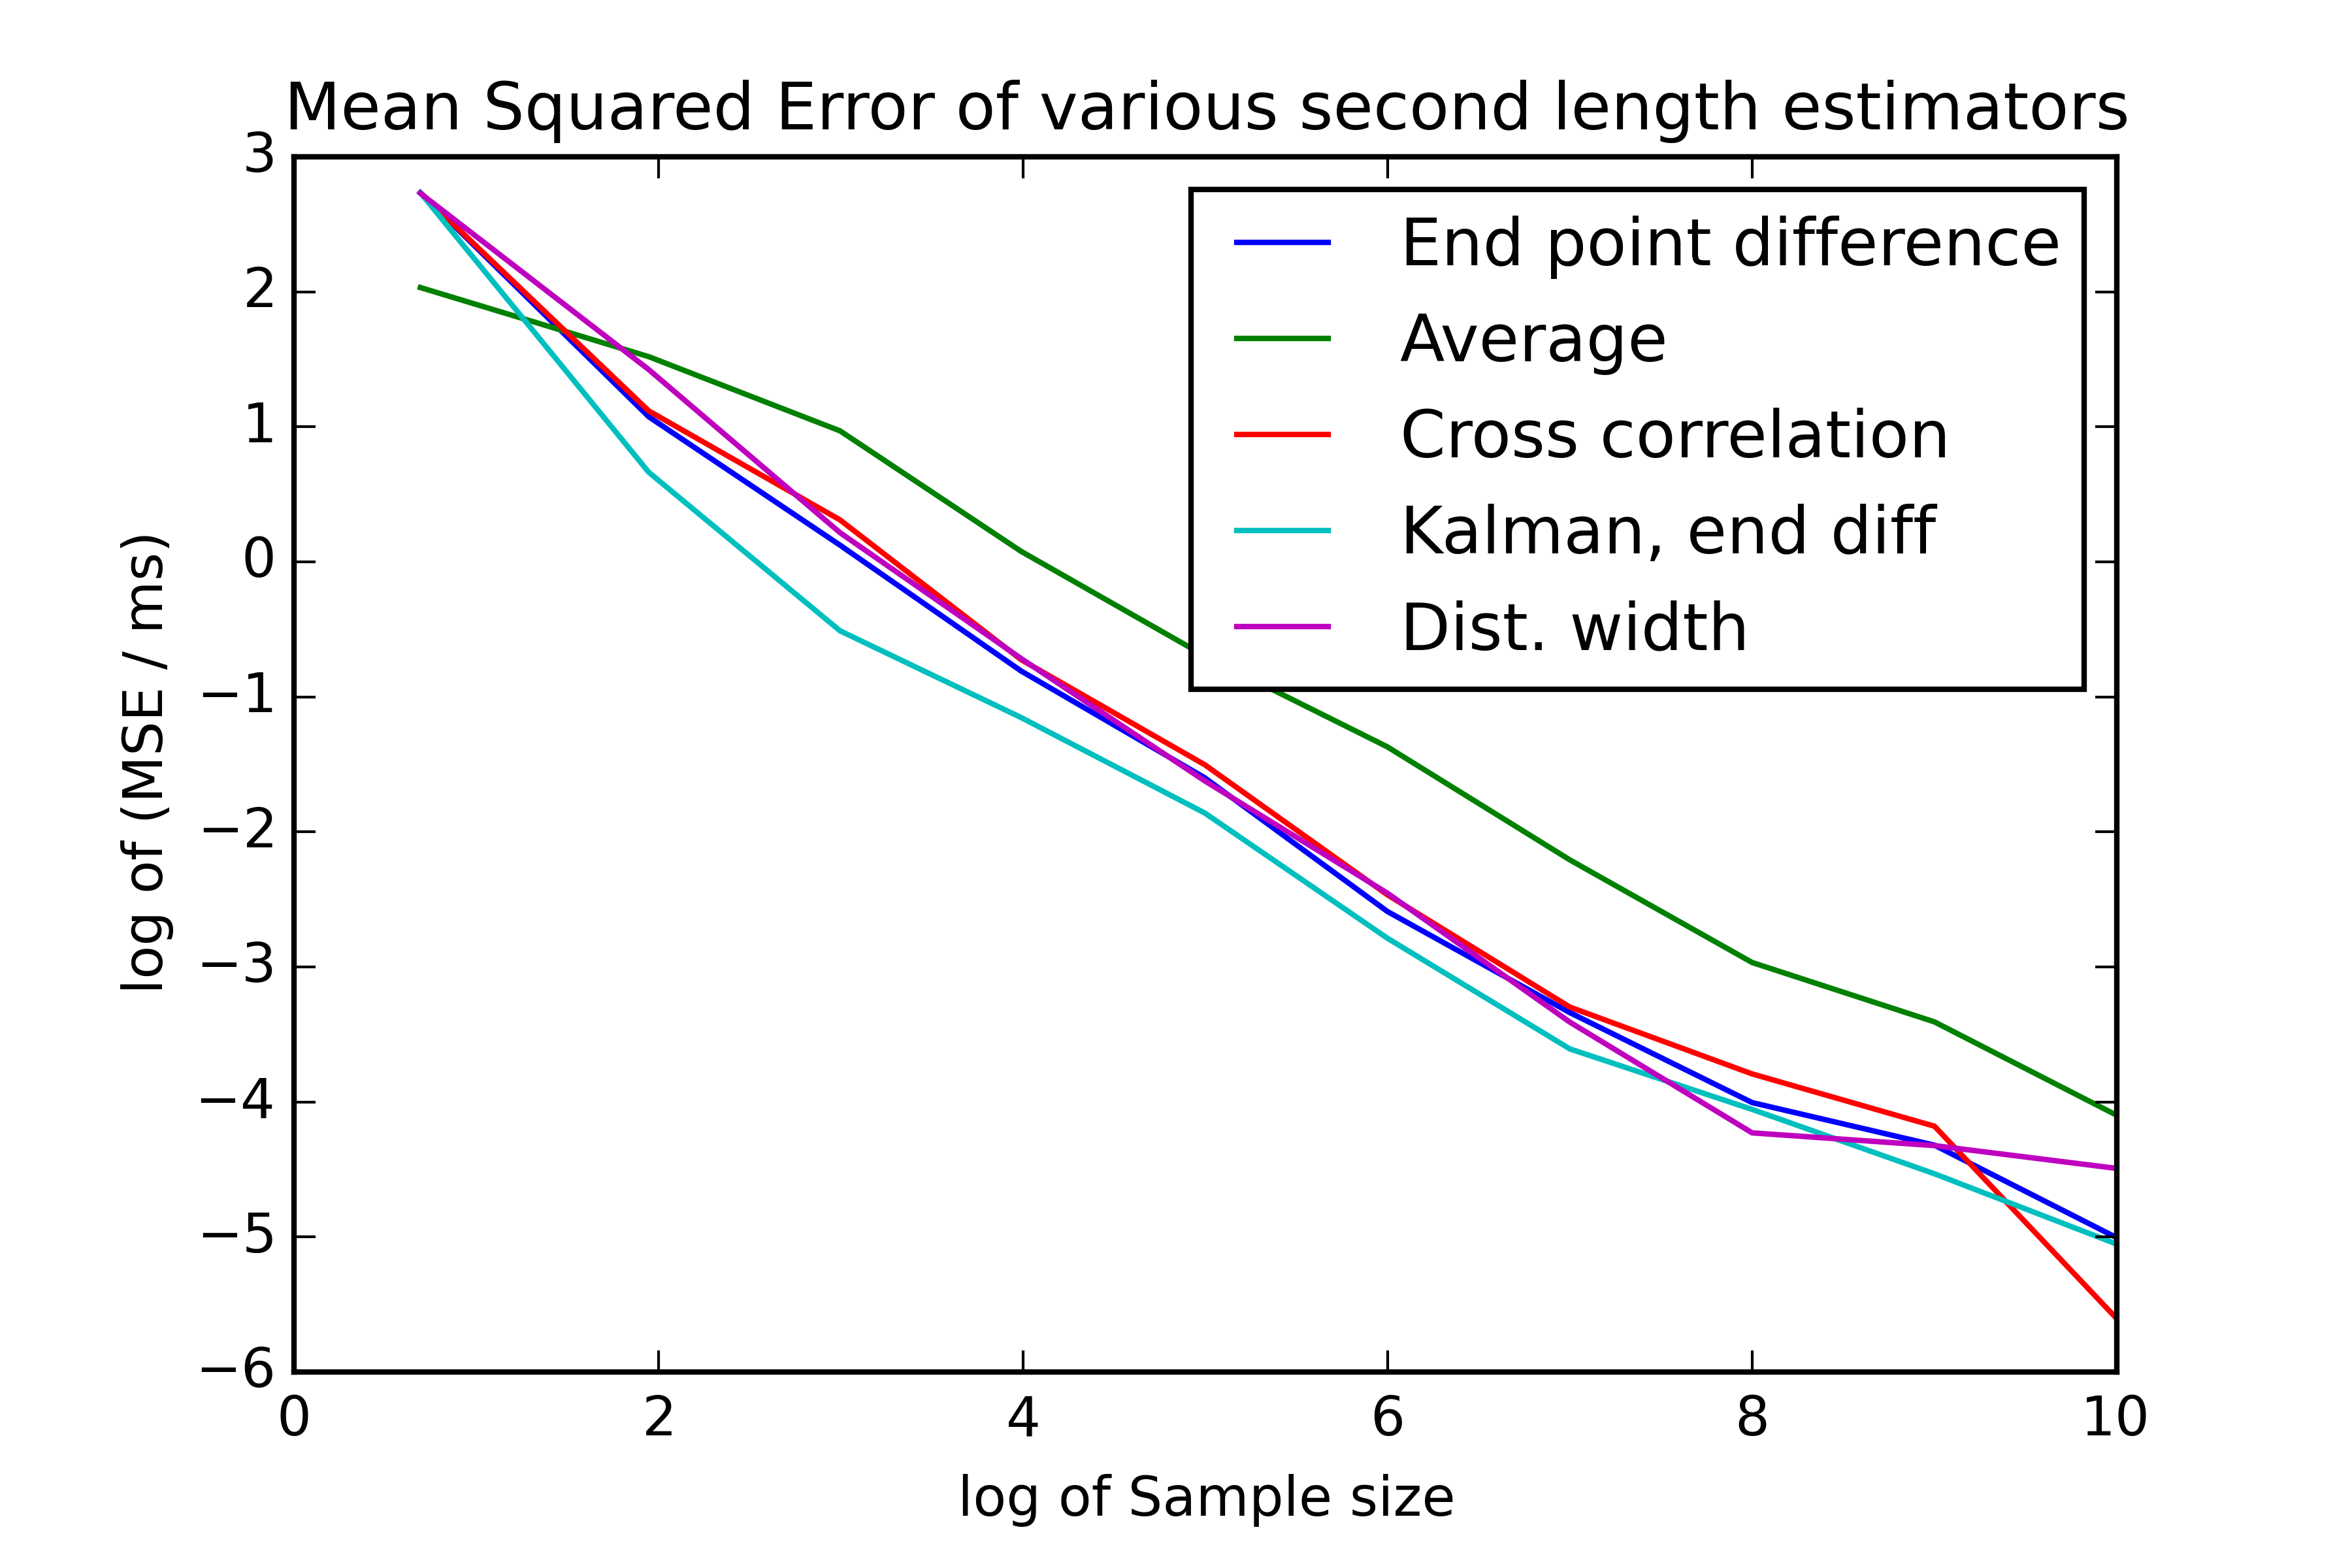 Mean Squared Error of various second length estimators
3
2
1
0
−1
−2
−3
−4
−5
−6
log of (MSE / ms)
End point difference
Average
Cross correlation
Kalman, end diff
Dist. width
0 2 4 6 8 10
log of Sample size